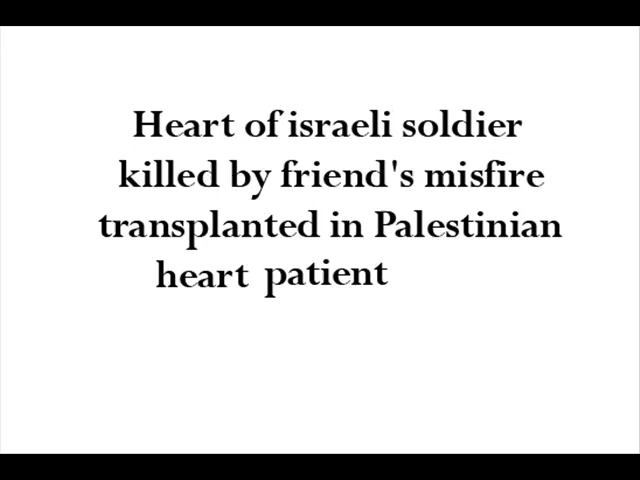 Heart of israeli soldier
killed by friend's misfire
transplanted in Palestinian
heart patient